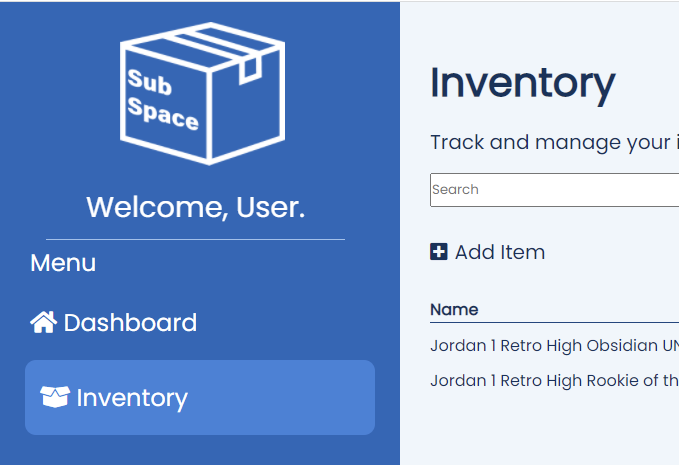 Sub
Space
Welcome, User.
Menu
Dashboard
Inventory
Inventory
Track and manage your i
Search
Add Item
Name
Jordan 1 Retro High Obsidian UN
Jordan 1 Retro High Rookie of th